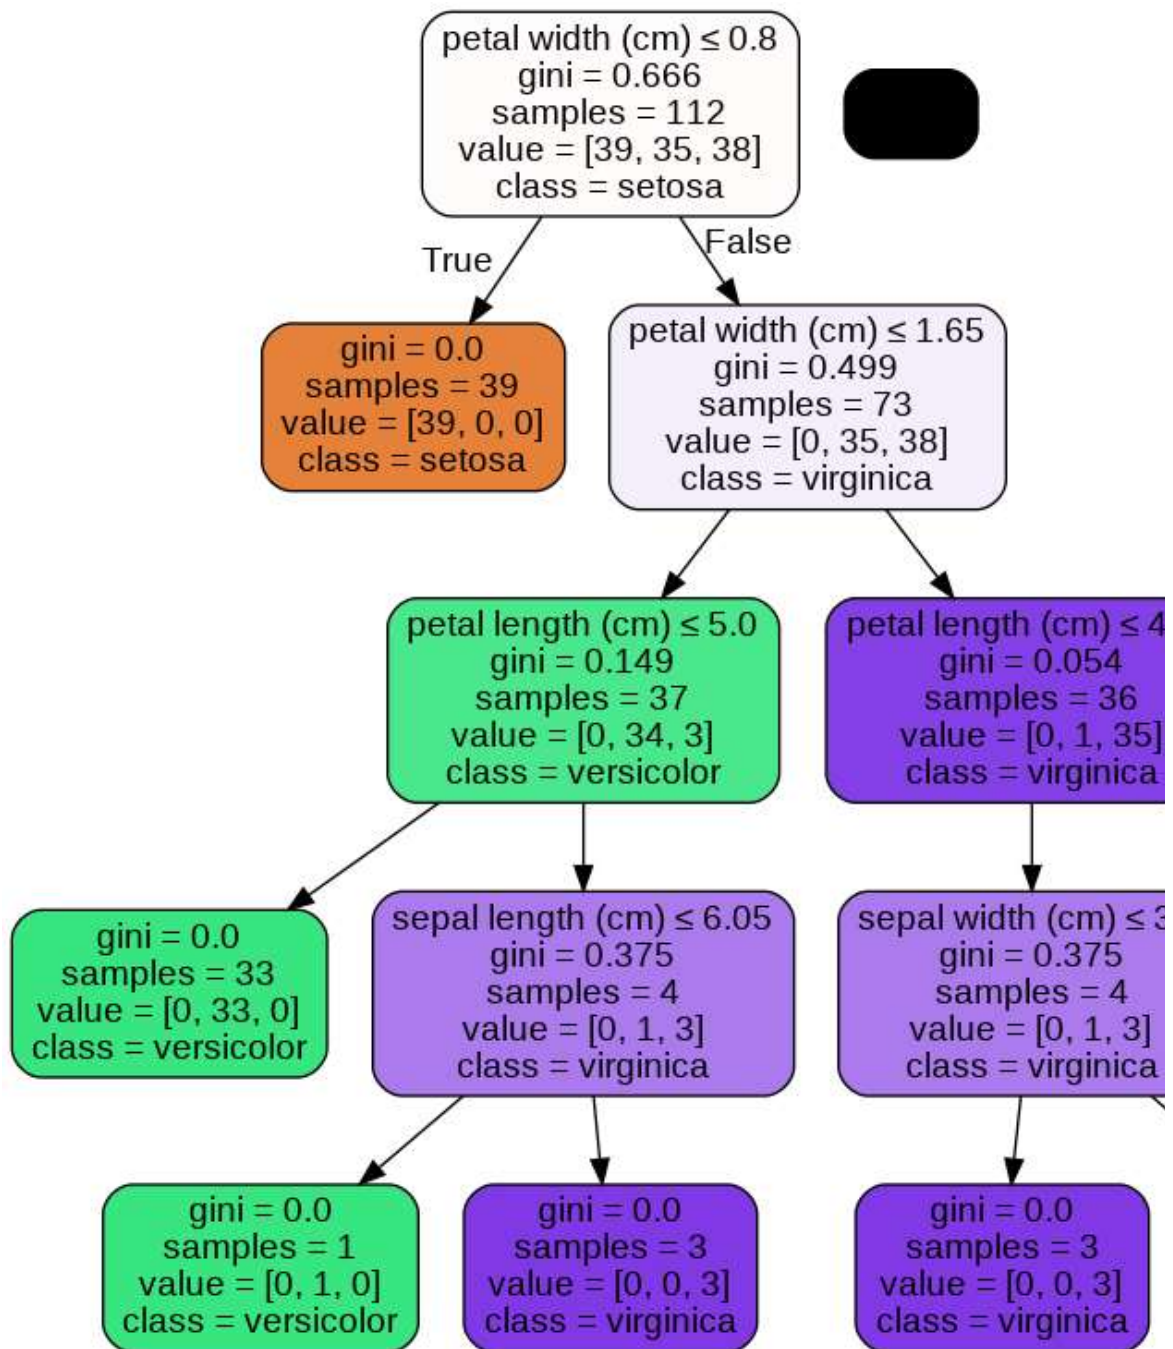 petal width (cm) ≤ 0.8
gini = 0.666
samples = 112
value = [39, 35, 38]
class = setosa
True
False
gini = 0.0
samples = 39
value = [39, 0, 0]
class = setosa
petal width (cm) ≤ 1.65
gini = 0.499
samples = 73
value = [0, 35, 38]
class = virginica
petal length (cm) ≤ 5.0
gini = 0.149
samples = 37
value = [0, 34, 3]
class = versicolor
petal length (cm) ≤ 4
gini = 0.054
samples = 36
value = [0, 1, 35]
class = virginica
gini = 0.0
samples = 33
value = [0, 33, 0]
class = versicolor
sepal length (cm) ≤ 6.05
gini = 0.375
samples = 4
value = [0, 1, 3]
class = virginica
sepal width (cm) ≤ 3
gini = 0.375
samples = 4
value = [0, 1, 3]
class = virginica
gini = 0.0
samples = 1
value = [0, 1, 0]
class = versicolor
gini = 0.0
samples = 3
value = [0, 0, 3]
class = virginica
gini = 0.0
samples = 3
value = [0, 0, 3]
class = virginica